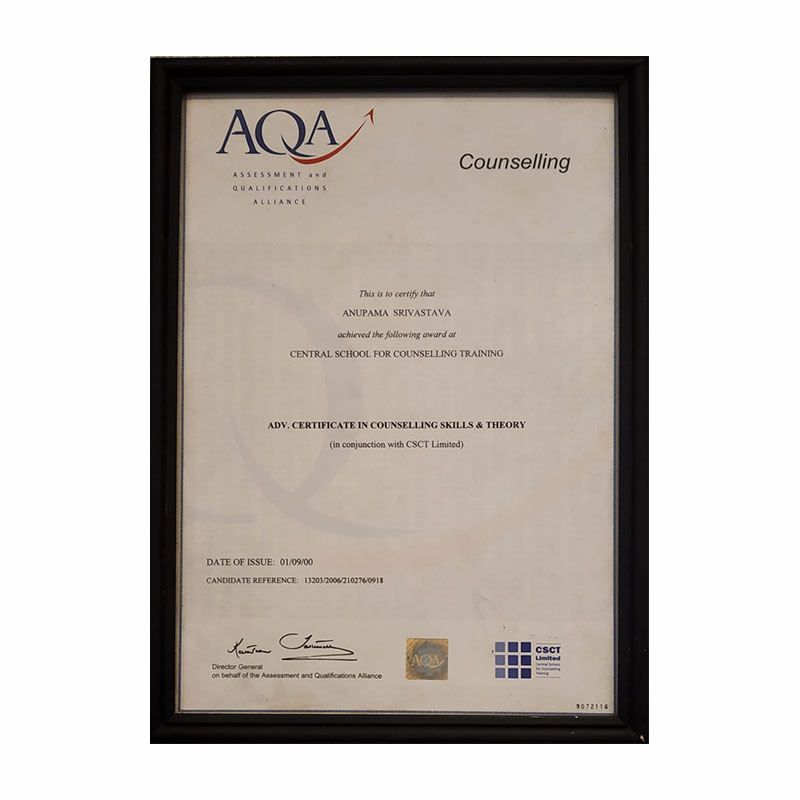 AQA
ASSESSMENT and
QUALIFICATIONS
ALLIANCE
Counselling
This is to certify that
ANUPAMA SRIVASTAVA
achieved the following award at
CENTRAL SCHOOL FOR COUNSELLING TRAINING
ADV. CERTIFICATE IN COUNSELLING SKILLS & THEORY
(in conjunction with CSCT Limited)
DATE OF ISSUE: 01/09/00
CANDIDATE REFERENCE: 13203/2006/210276/0918
Director General
on behalf of the Assessment and Qualifications Alliance
AQA
CSCT
Limited
Central School
for Counselling
Training
9072116